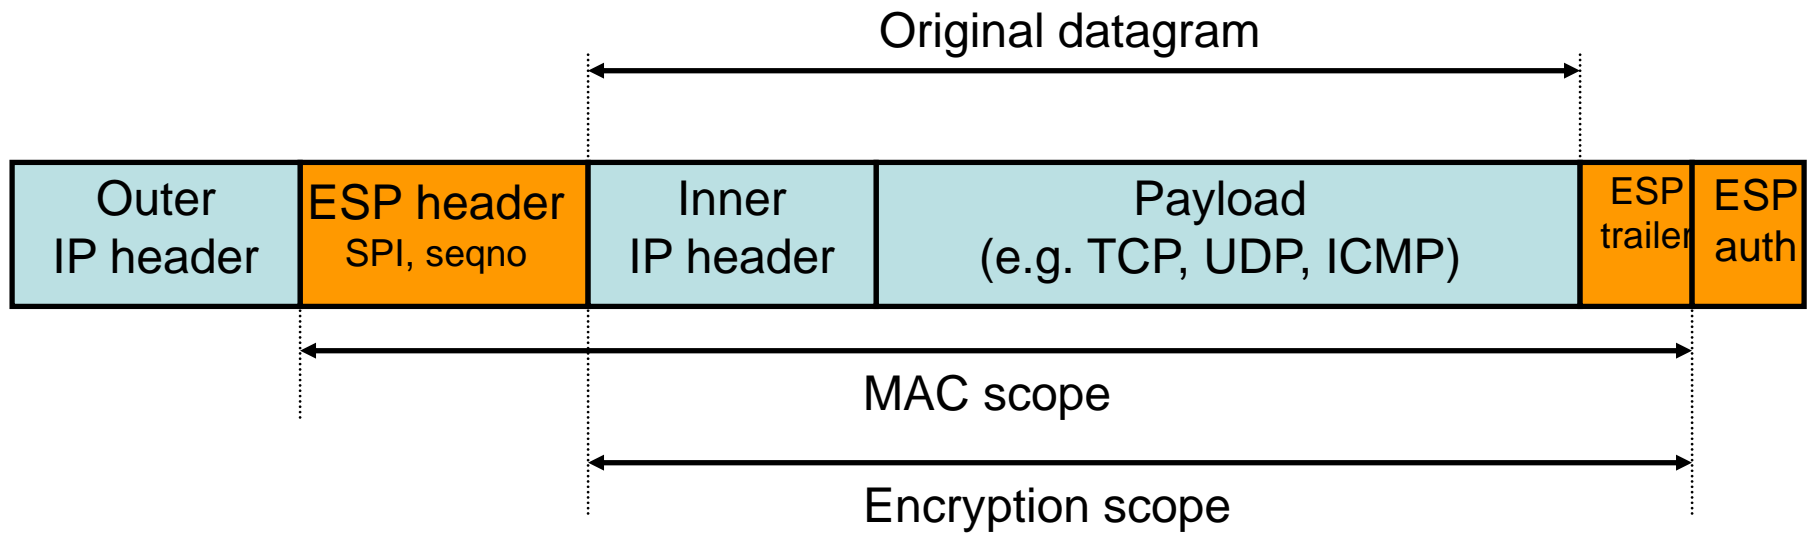 Original datagram
Outer
IP header
ESP header
SPI, seqno
Inner
IP header
Payload
(e.g. TCP, UDP, ICMP)
ESP
trailer
ESP
auth
MAC scope
Encryption scope